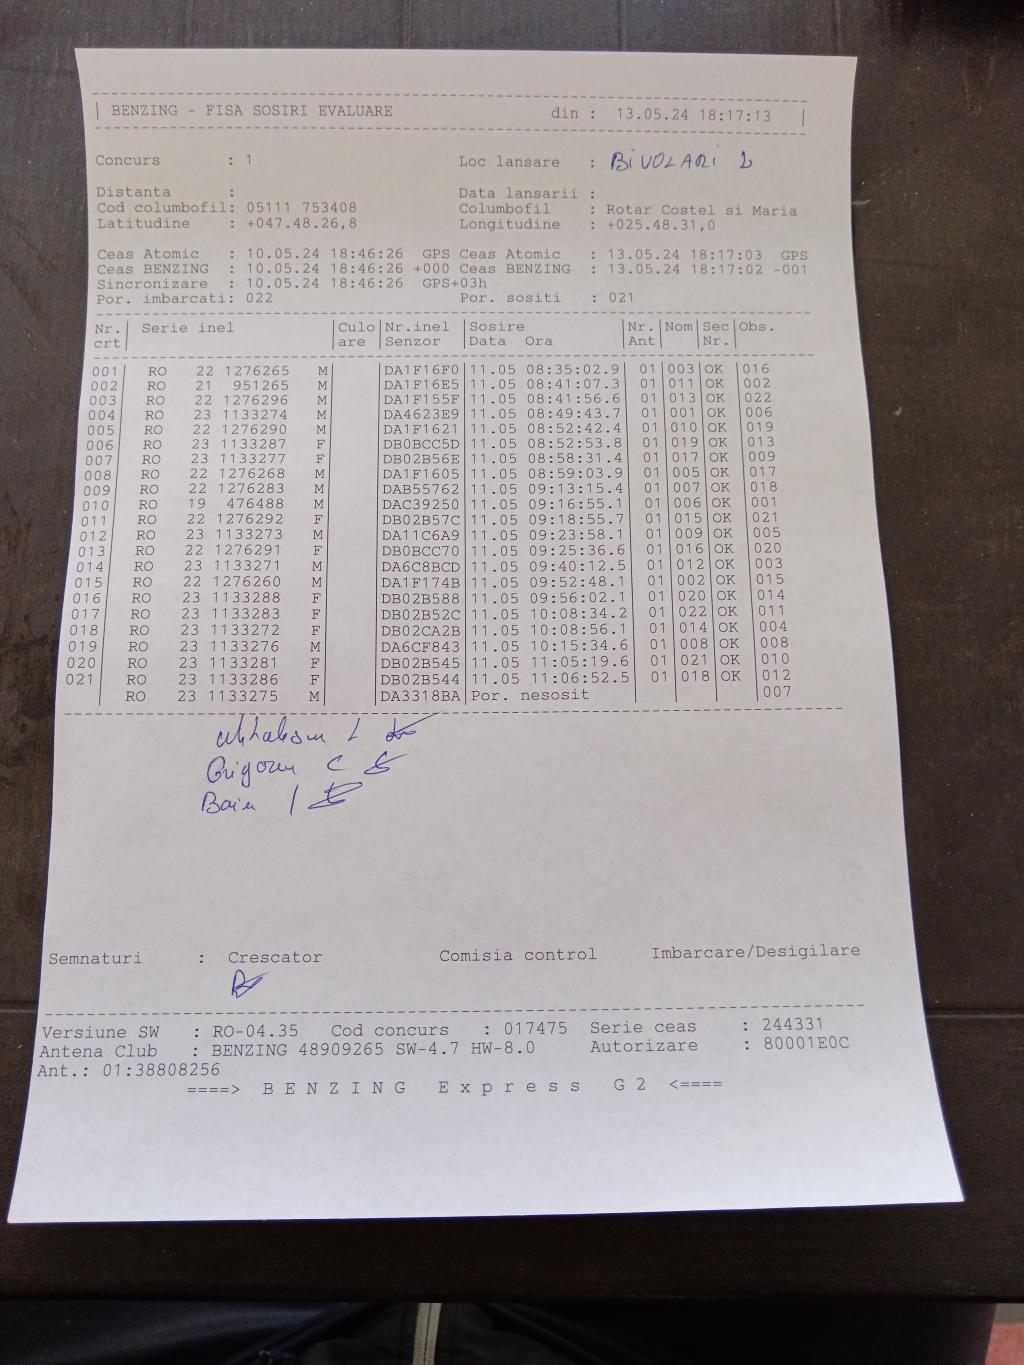 BENZING - FISA SOSIRI EVALUARE din : 13.05.24 18:17:13
Concurs : 1 Loc lansare : BIVOLARI 2
Distanta : Data lansarii :
Cod columbofil: 05111 753408 Columbofil : Rotar Costel si Maria
Latitudine : +047.48.26,8 Longitudine : +025.48.31,0
Ceas Atomic : 10.05.24 18:46:26 GPS Ceas Atomic : 13.05.24 18:17:03 GPS
Ceas BENZING : 10.05.24 18:46:26 +000 Ceas BENZING : 13.05.24 18:17:02 -001
Sincronizare : 10.05.24 18:46:26 GPS+03h
Por. imbarcati: 022 Por. sositi : 021
Nr. Serie inel Culo Nr.inel Sosire Nr. Nom Sec Obs.
crt are Senzor Data Ora Ant Nr.
001 RO 22 1276265 M DA1F16F0 11.05 08:35:02.9 01 003 OK 016
002 RO 21 951265 M DA1F16E5 11.05 08:41:07.3 01 011 OK 002
003 RO 22 1276296 M DA1F155F 11.05 08:41:56.6 01 013 OK 022
004 RO 23 1133274 M DA4623E9 11.05 08:49:43.7 01 001 OK 006
005 RO 22 1276290 M DA1F1621 11.05 08:52:42.4 01 010 OK 019
006 RO 23 1133287 F DB0BCC5D 11.05 08:52:53.8 01 019 OK 013
007 RO 23 1133277 F DB02B56E 11.05 08:58:31.4 01 017 OK 009
008 RO 22 1276268 M DA1F1605 11.05 08:59:03.9 01 005 OK 017
009 RO 22 1276283 M DAB55762 11.05 09:13:15.4 01 007 OK 018
010 RO 19 476488 M DAC39250 11.05 09:16:55.1 01 006 OK 001
011 RO 22 1276292 F DB02B57C 11.05 09:18:55.7 01 015 OK 021
012 RO 23 1133273 M DA11C6A9 11.05 09:23:58.1 01 009 OK 005
013 RO 22 1276291 F DB0BCC70 11.05 09:25:36.6 01 016 OK 020
014 RO 23 1133271 M DA6C8BCD 11.05 09:40:12.5 01 012 OK 003
015 RO 22 1276260 M DA1F174B 11.05 09:52:48.1 01 002 OK 015
016 RO 23 1133288 F DB02B588 11.05 09:56:02.1 01 020 OK 014
017 RO 23 1133283 F DB02B52C 11.05 10:08:34.2 01 022 OK 011
018 RO 23 1133272 F DB02CA2B 11.05 10:08:56.1 01 014 OK 004
019 RO 23 1133276 M DA6CF843 11.05 10:15:34.6 01 008 OK 008
020 RO 23 1133281 F DB02B545 11.05 11:05:19.6 01 021 OK 010
021 RO 23 1133286 F DB02B544 11.05 11:06:52.5 01 018 OK 012
RO 23 1133275 M DA3318BA Por. nesosit 007
Semnaturi : Crescator Comisia control Imbarcare/Desigilare
Versiune SW : RO-04.35 Cod concurs : 017475 Serie ceas : 244331
Antena Club : BENZING 48909265 SW-4.7 HW-8.0 Autorizare : 80001E0C
Ant.: 01:38808256
====> BENZING Express G2 <====